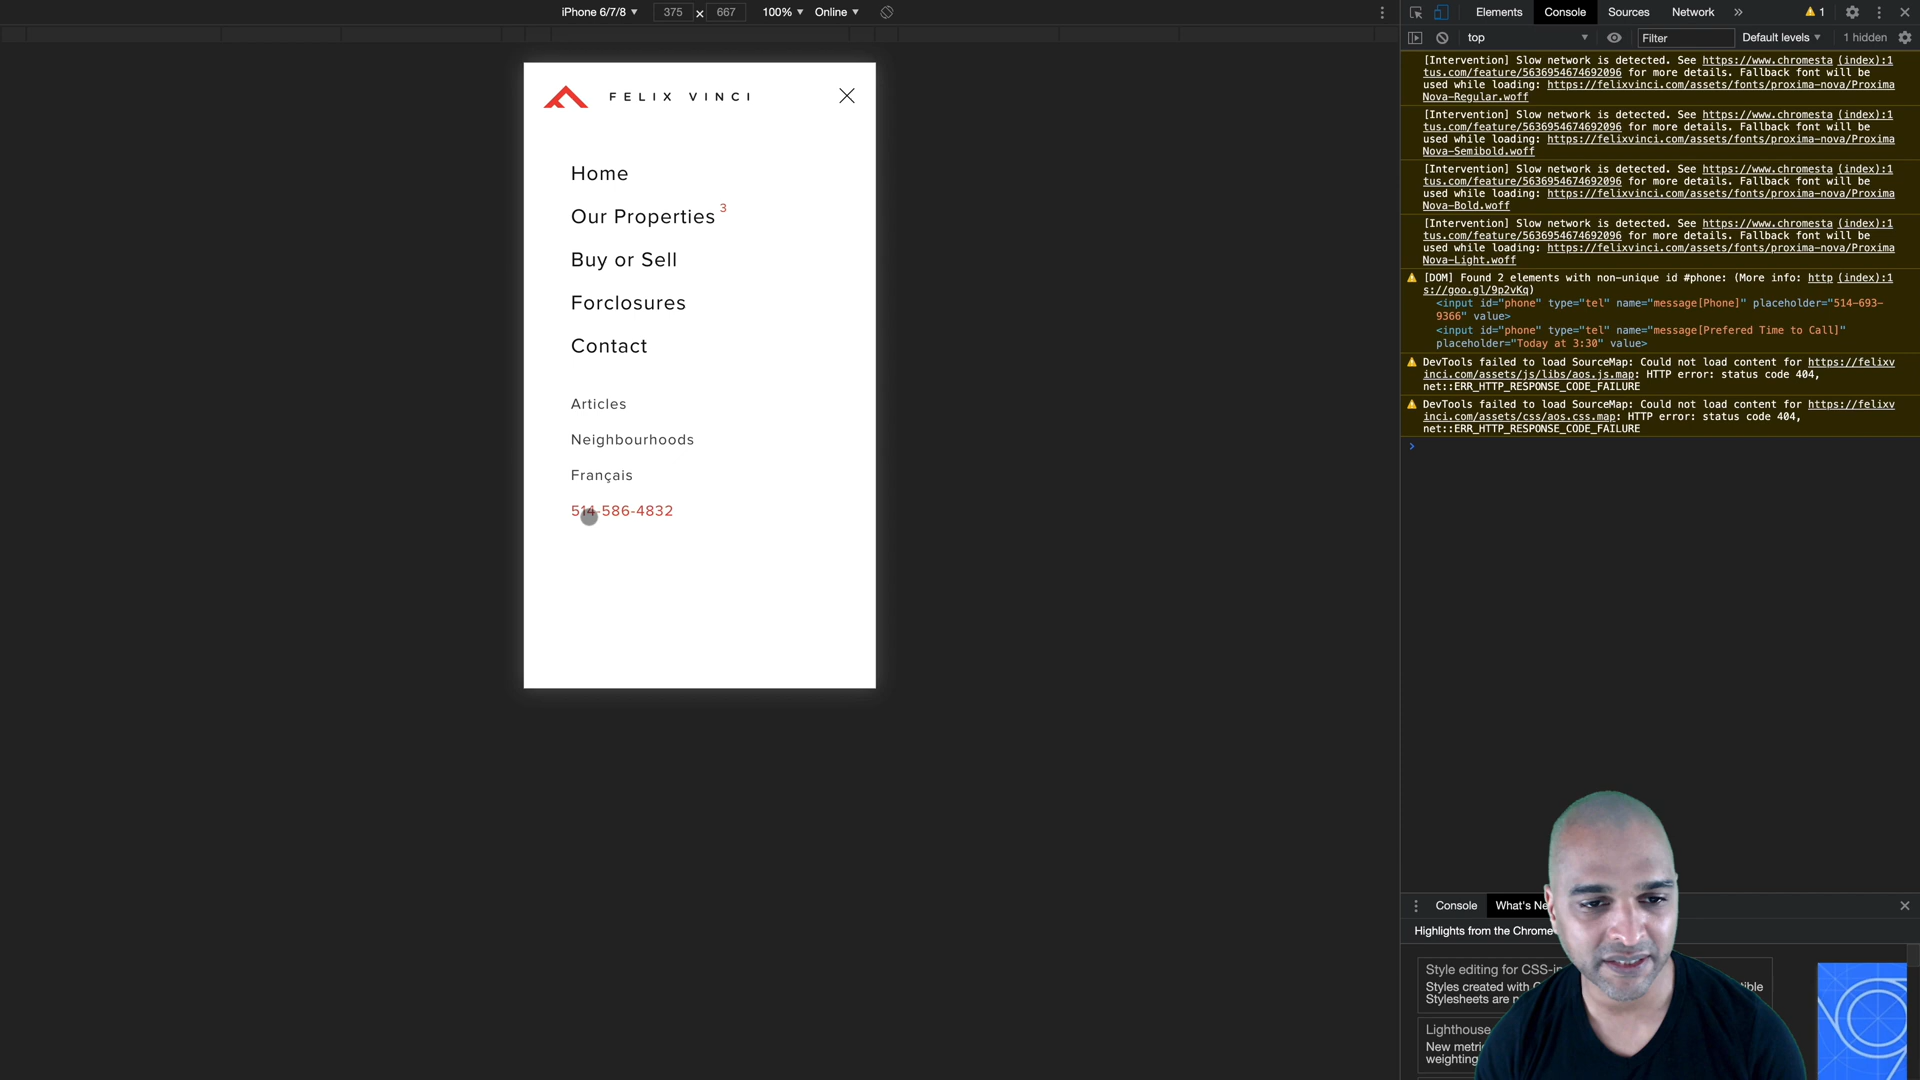 iPhone 6/7/8 ▼ 375 × 667 100% ▼ Online ▼
Elements Console Sources Network » 1
top ▼ Filter Default levels ▼ 1 hidden
FELIX VINCI
Home
Our Properties 3
Buy or Sell
Forclosures
Contact
Articles
Neighbourhoods
Français
514-586-4832
[Intervention] Slow network is detected. See https://www.chromesta (index):1
tus.com/feature/5636954674692096 for more details. Fallback font will be
used while loading: https://felixvinci.com/assets/fonts/proxima-nova/Proxima
Nova-Regular.woff
[Intervention] Slow network is detected. See https://www.chromesta (index):1
tus.com/feature/5636954674692096 for more details. Fallback font will be
used while loading: https://felixvinci.com/assets/fonts/proxima-nova/Proxima
Nova-Semibold.woff
[Intervention] Slow network is detected. See https://www.chromesta (index):1
tus.com/feature/5636954674692096 for more details. Fallback font will be
used while loading: https://felixvinci.com/assets/fonts/proxima-nova/Proxima
Nova-Bold.woff
[Intervention] Slow network is detected. See https://www.chromesta (index):1
tus.com/feature/5636954674692096 for more details. Fallback font will be
used while loading: https://felixvinci.com/assets/fonts/proxima-nova/Proxima
Nova-Light.woff
[DOM] Found 2 elements with non-unique id #phone: (More info: http (index):1
s://goo.gl/9p2vKq)
<input id="phone" type="tel" name="message[Phone]" placeholder="514-693-
9366" value>
<input id="phone" type="tel" name="message[Prefered Time to Call]"
placeholder="Today at 3:30" value>
DevTools failed to load SourceMap: Could not load content for https://felixv
inci.com/assets/js/libs/aos.js.map: HTTP error: status code 404,
net::ERR_HTTP_RESPONSE_CODE_FAILURE
DevTools failed to load SourceMap: Could not load content for https://felixv
inci.com/assets/css/aos.css.map: HTTP error: status code 404,
net::ERR_HTTP_RESPONSE_CODE_FAILURE
>
Console What's Ne
Highlights from the Chrome
Style editing for CSS-in
Styles created with
Stylesheets are
Lighthouse
New metri
weighting